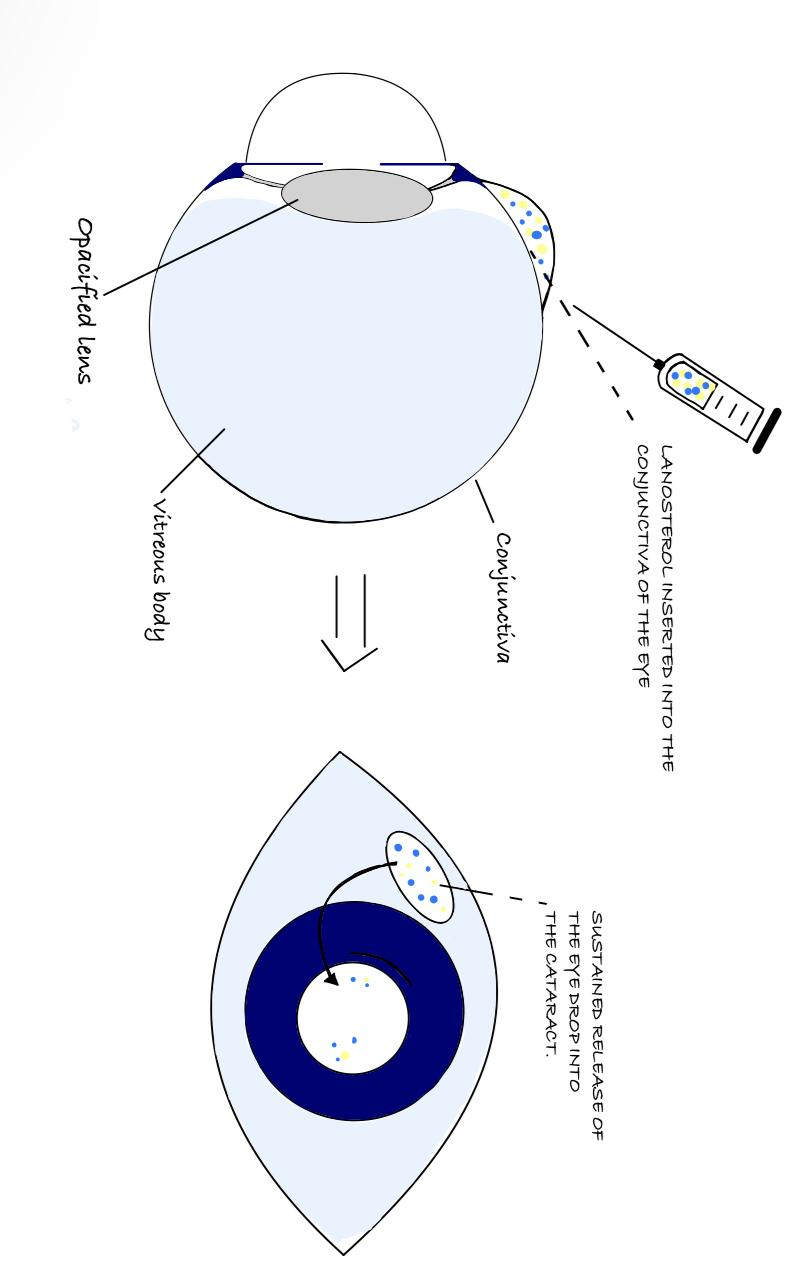 LANOSTEROL INSERTED INTO THE
CONJUNCTIVA OF THE EYE
Conjunctiva
Vitreous body
Opacified lens
SUSTAINED RELEASE OF
THE EYE DROP INTO
THE CATARACT.